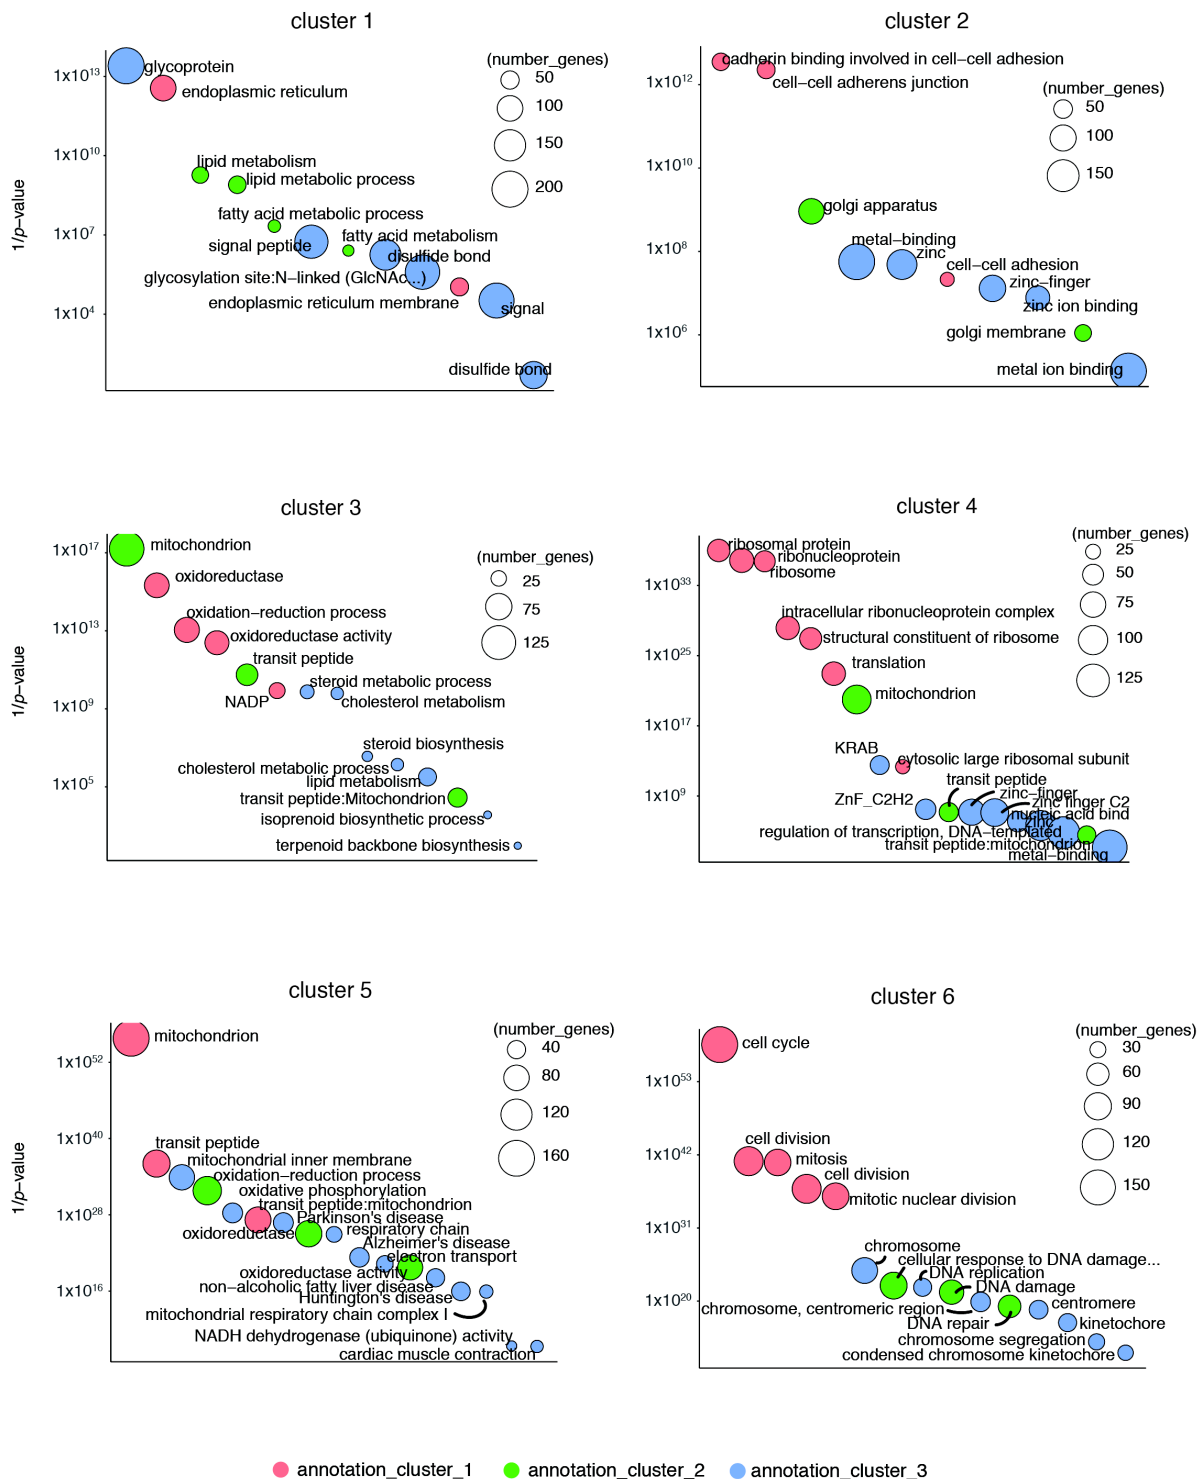 cluster 1
(number_genes)
50
100
150
200
1/p−value
1x10^13
1x10^10
1x10^7
1x10^4
glycoprotein
endoplasmic reticulum
lipid metabolism
lipid metabolic process
fatty acid metabolic process
signal peptide
fatty acid metabolism
disulfide bond
glycosylation site:N−linked (GlcNAc...)
endoplasmic reticulum membrane
signal
disulfide bond
cluster 2
(number_genes)
50
100
150
1x10^12
1x10^10
1x10^8
1x10^6
cadherin binding involved in cell−cell adhesion
cell−cell adherens junction
golgi apparatus
metal−binding
zinc
cell−cell adhesion
zinc−finger
zinc ion binding
golgi membrane
metal ion binding
cluster 3
(number_genes)
25
75
125
1/p−value
1x10^17
1x10^13
1x10^9
1x10^5
mitochondrion
oxidoreductase
oxidation−reduction process
oxidoreductase activity
transit peptide
NADP
steroid metabolic process
cholesterol metabolism
steroid biosynthesis
cholesterol metabolic process
lipid metabolism
transit peptide:Mitochondrion
isoprenoid biosynthetic process
terpenoid backbone biosynthesis
cluster 4
(number_genes)
25
50
75
100
125
1x10^33
1x10^25
1x10^17
1x10^9
ribosomal protein
ribonucleoprotein
ribosome
intracellular ribonucleoprotein complex
structural constituent of ribosome
translation
mitochondrion
KRAB
cytosolic large ribosomal subunit
transit peptide
ZnF_C2H2
zinc−finger
zinc finger C2
nucleic acid bind
zinc
regulation of transcription, DNA−templated
transit peptide:mitochondrion
metal−binding
cluster 5
(number_genes)
40
80
120
160
1/p−value
1x10^52
1x10^40
1x10^28
1x10^16
mitochondrion
transit peptide
mitochondrial inner membrane
oxidation−reduction process
oxidative phosphorylation
transit peptide:mitochondrion
Parkinson's disease
oxidoreductase
respiratory chain
Alzheimer's disease
electron transport
oxidoreductase activity
non−alcoholic fatty liver disease
Huntington's disease
mitochondrial respiratory chain complex I
NADH dehydrogenase (ubiquinone) activity
cardiac muscle contraction
cluster 6
(number_genes)
30
60
90
120
150
1x10^53
1x10^42
1x10^31
1x10^20
cell cycle
cell division
mitosis
cell division
mitotic nuclear division
chromosome
cellular response to DNA damage...
DNA replication
DNA damage
chromosome, centromeric region
DNA repair
centromere
kinetochore
chromosome segregation
condensed chromosome kinetochore
annotation_cluster_1
annotation_cluster_2
annotation_cluster_3